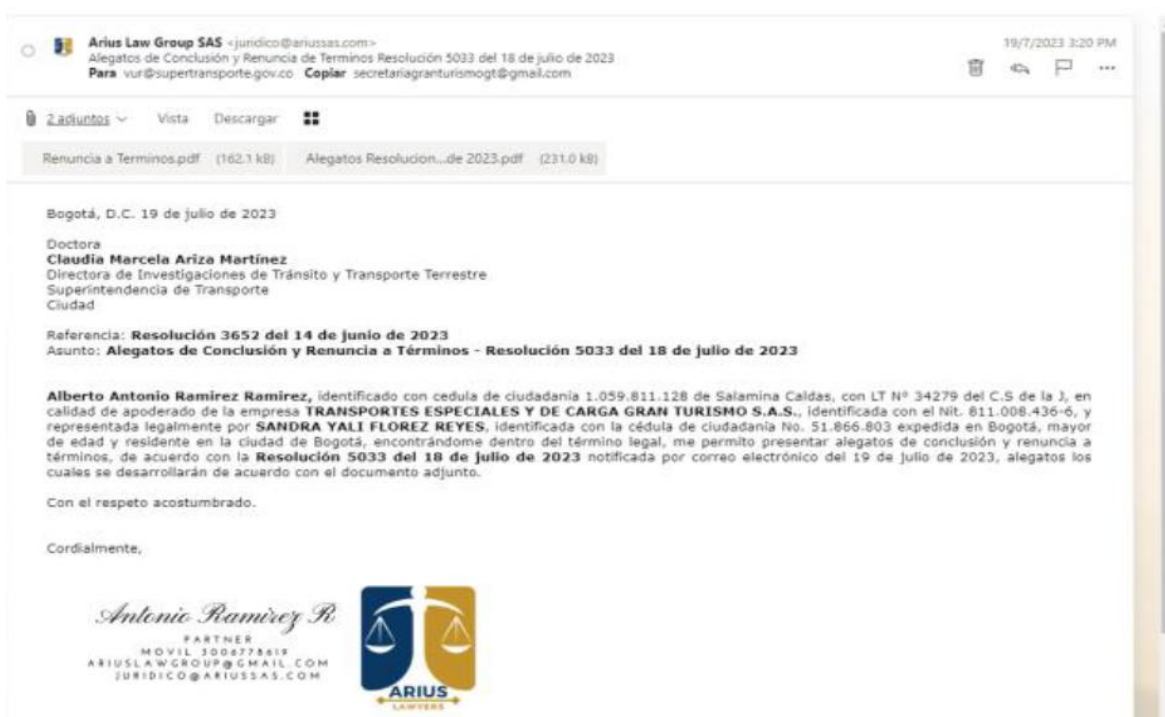 Arius Law Group SAS <juridico@ariussas.com>
19/7/2023 3:20 PM
Alegatos de Conclusión y Renuncia de Terminos Resolución 5033 del 18 de julio de 2023
Para vur@supertransporte.gov.co Copiar secretariagranturismogt@gmail.com
2 adjuntos Vista Descargar
Renuncia a Terminos.pdf (162.1 kB) Alegatos Resolucion...de 2023.pdf (231.0 kB)
Bogotá, D.C. 19 de julio de 2023
Doctora
Claudia Marcela Ariza Martínez
Directora de Investigaciones de Tránsito y Transporte Terrestre
Superintendencia de Transporte
Ciudad
Referencia: Resolución 3652 del 14 de junio de 2023
Asunto: Alegatos de Conclusión y Renuncia a Términos - Resolución 5033 del 18 de julio de 2023
Alberto Antonio Ramirez Ramirez, identificado con cedula de ciudadanía 1.059.811.128 de Salamina Caldas, con LT Nº 34279 del C.S de la J, en
calidad de apoderado de la empresa TRANSPORTES ESPECIALES Y DE CARGA GRAN TURISMO S.A.S., identificada con el Nit. 811.008.436-6, y
representada legalmente por SANDRA YALI FLOREZ REYES, identificada con la cédula de ciudadanía No. 51.866.803 expedida en Bogotá, mayor
de edad y residente en la ciudad de Bogotá, encontrándome dentro del término legal, me permito presentar alegatos de conclusión y renuncia a
términos, de acuerdo con la Resolución 5033 del 18 de julio de 2023 notificada por correo electrónico del 19 de julio de 2023, alegatos los
cuales se desarrollarán de acuerdo con el documento adjunto.
Con el respeto acostumbrado.
Cordialmente,
Antonio Ramirez R
PARTNER
MOVIL 3006778619
ARIUSLAWGROUP@GMAIL.COM
JURIDICO@ARIUSSAS.COM
ARIUS
LAWYERS